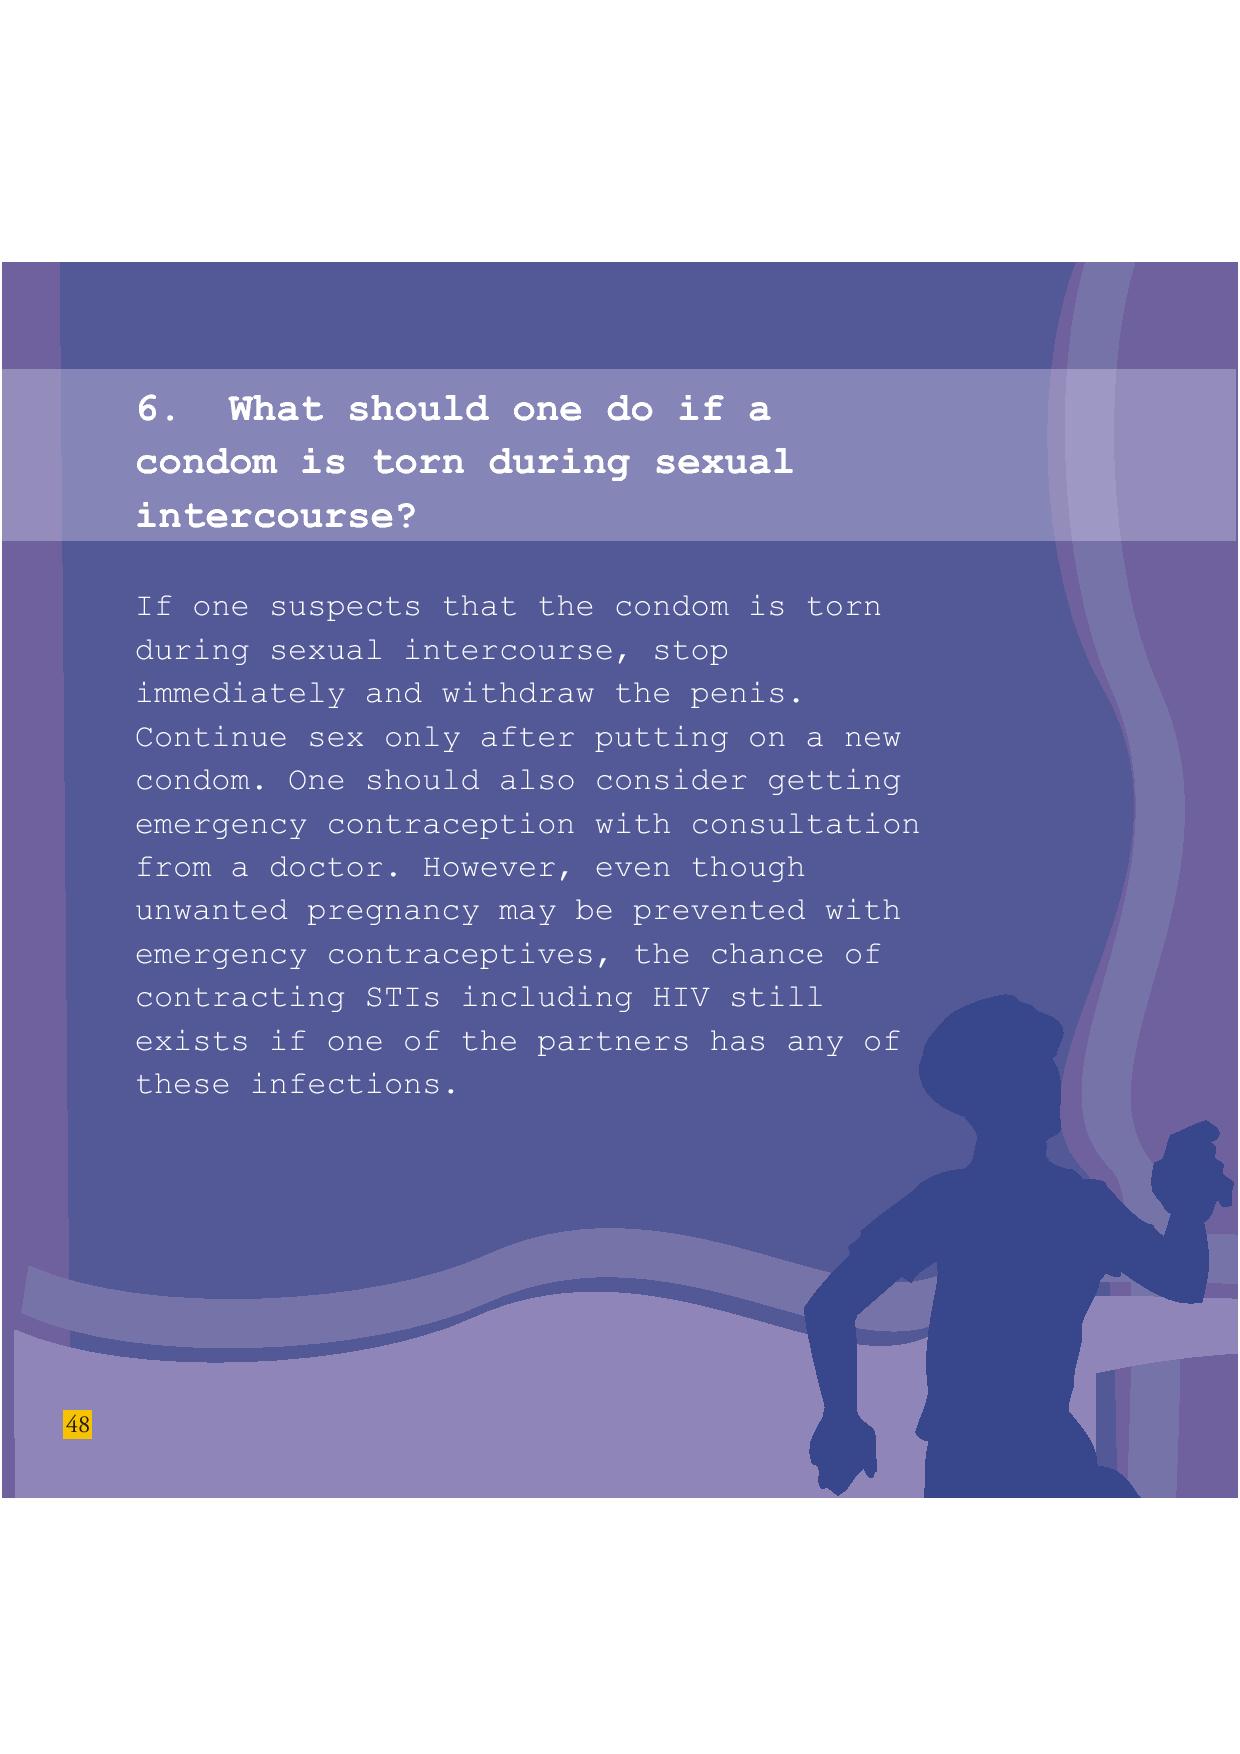 6.  What should one do if a
condom is torn during sexual
intercourse?
If one suspects that the condom is torn
during sexual intercourse, stop
immediately and withdraw the penis.
Continue sex only after putting on a new
condom. One should also consider getting
emergency contraception with consultation
from a doctor. However, even though
unwanted pregnancy may be prevented with
emergency contraceptives, the chance of
contracting STIs including HIV still
exists if one of the partners has any of
these infections.
48